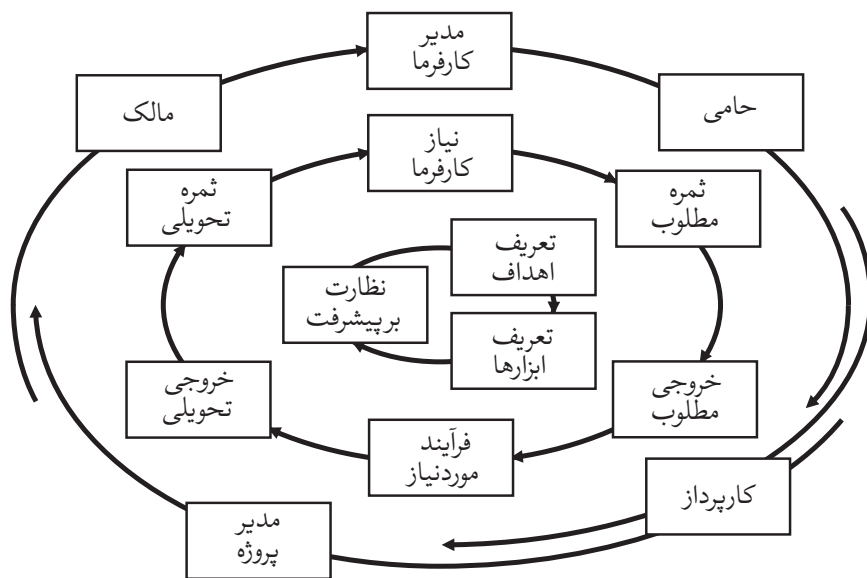 مدیر
کارفرما
حامی
مالک
نیاز
کارفرما
ثمره
مطلوب
ثمره
تحویلی
تعریف
اهداف
نظارت
برپیشرفت
تعریف
ابزارها
خروجی
مطلوب
خروجی
تحویلی
فرآیند
موردنیاز
کارپرداز
مدیر
پروژه